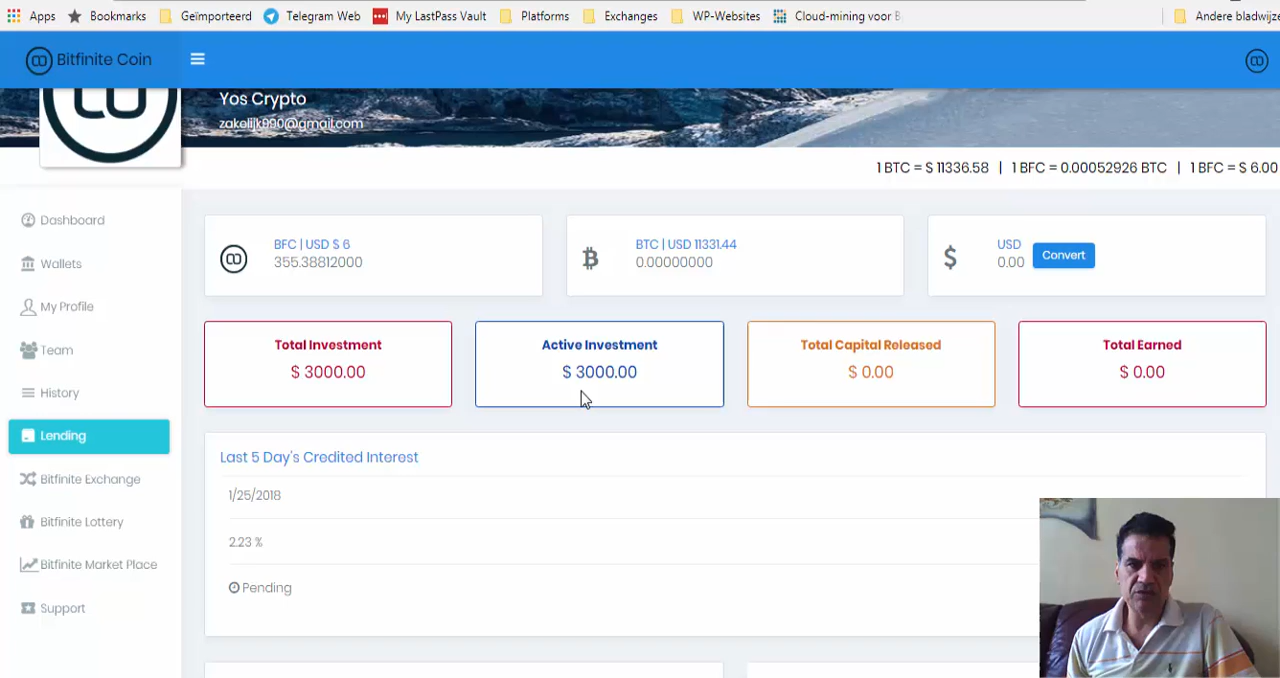 Apps Bookmarks Geïmporteerd Telegram Web My LastPass Vault Platforms Exchanges WP-Websites Cloud-mining voor B Andere bladwijze
Bitfinite Coin
Yos Crypto
zakelijk990@gmail.com
1 BTC = $ 11336.58 | 1 BFC = 0.00052926 BTC | 1 BFC = $ 6.00
Dashboard
Wallets
My Profile
Team
History
Lending
Bitfinite Exchange
Bitfinite Lottery
Bitfinite Market Place
Support
BFC | USD $ 6
355.38812000
BTC | USD 11331.44
0.00000000
USD
0.00 Convert
Total Investment
$ 3000.00
Active Investment
$ 3000.00
Total Capital Released
$ 0.00
Total Earned
$ 0.00
Last 5 Day's Credited Interest
1/25/2018
2.23 %
Pending